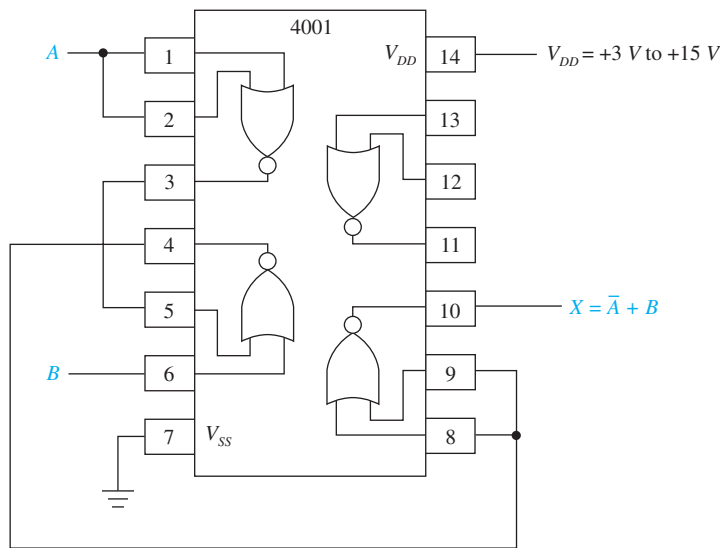 4001
A
1
V_DD
14
V_DD = +3 V to +15 V
2
13
3
12
4
11
5
10
X = A̅ + B
B
6
9
7
V_SS
8